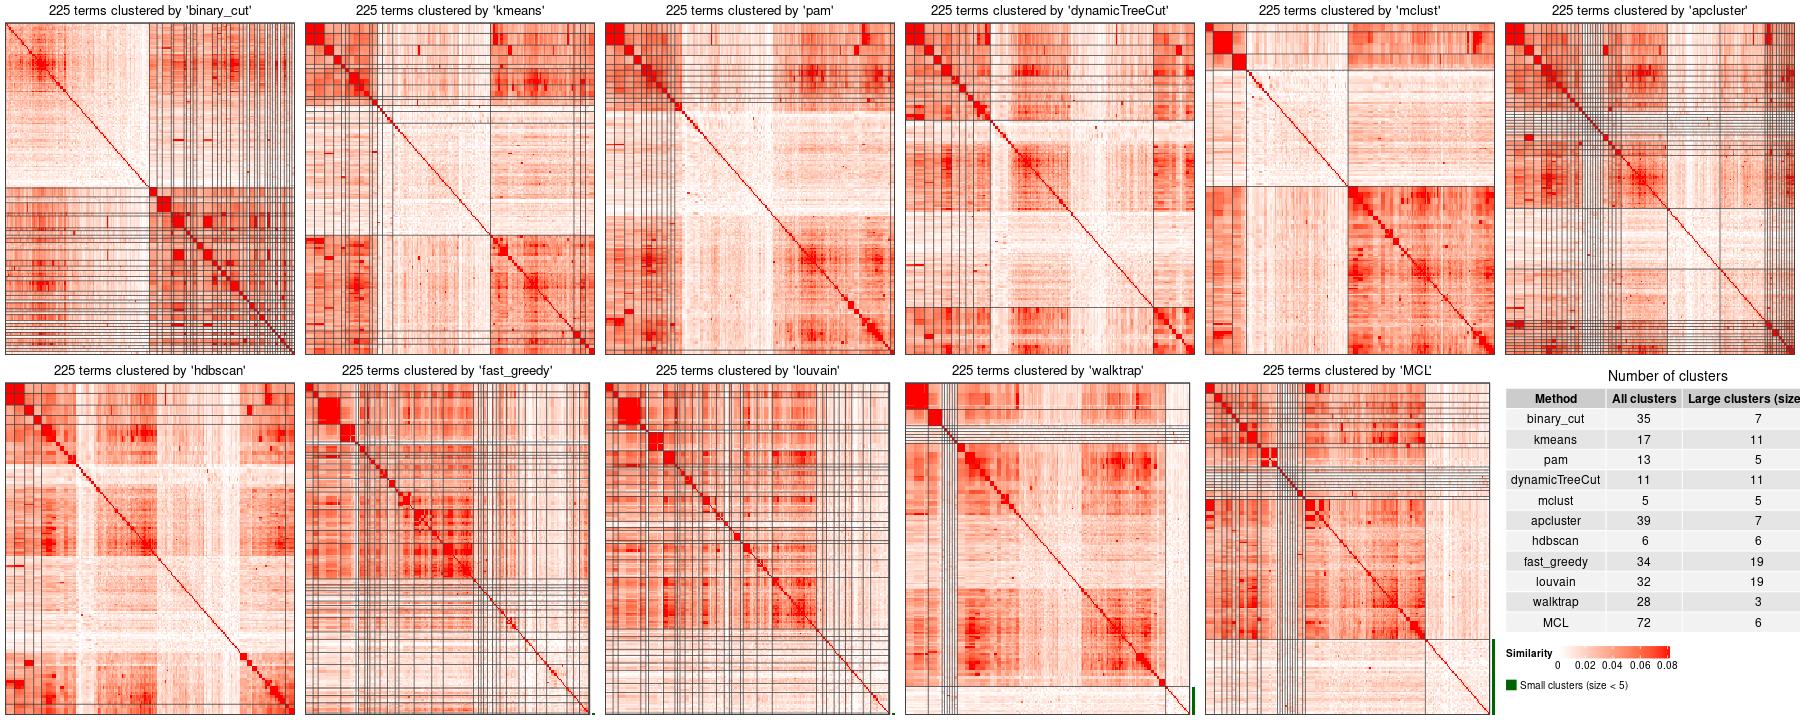 225 terms clustered by 'binary_cut'
225 terms clustered by 'kmeans'
225 terms clustered by 'pam'
225 terms clustered by 'dynamicTreeCut'
225 terms clustered by 'mclust'
225 terms clustered by 'apcluster'
225 terms clustered by 'hdbscan'
225 terms clustered by 'fast_greedy'
225 terms clustered by 'louvain'
225 terms clustered by 'walktrap'
225 terms clustered by 'MCL'
Number of clusters
Method All clusters Large clusters (size
binary_cut 35 7
kmeans 17 11
pam 13 5
dynamicTreeCut 11 11
mclust 5 5
apcluster 39 7
hdbscan 6 6
fast_greedy 34 19
louvain 32 19
walktrap 28 3
MCL 72 6
Similarity
0 0.02 0.04 0.06 0.08
Small clusters (size < 5)